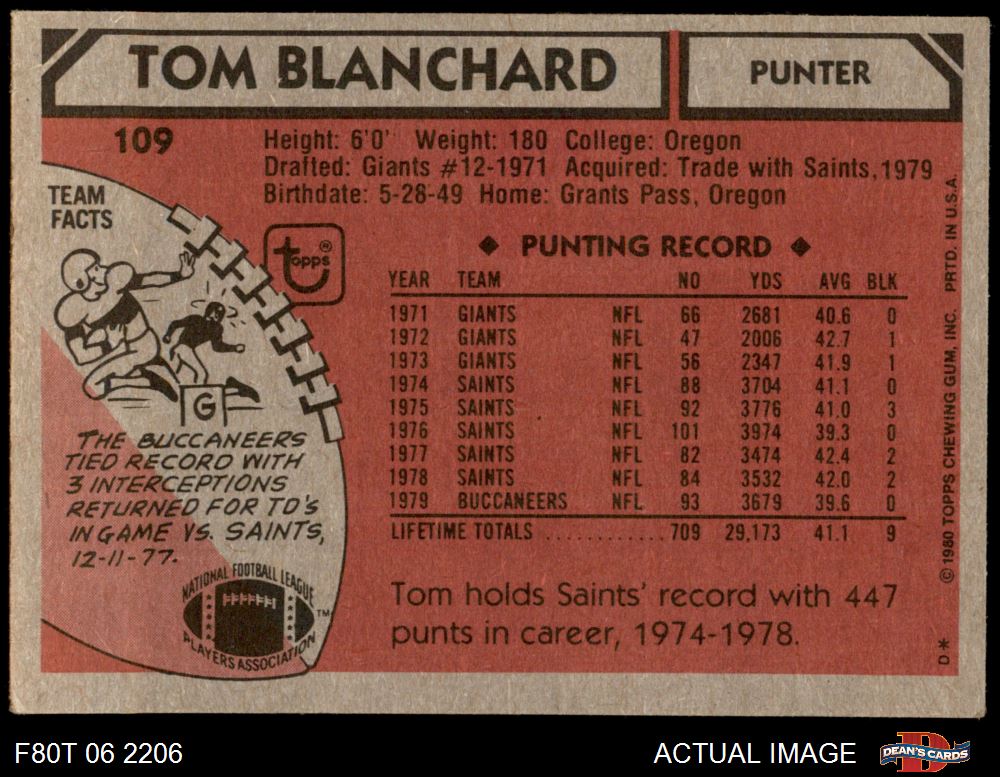 TOM BLANCHARD
PUNTER
109
Height: 6'0' Weight: 180 College: Oregon
Drafted: Giants #12-1971 Acquired: Trade with Saints, 1979
Birthdate: 5-28-49 Home: Grants Pass, Oregon
TEAM
FACTS
topps®
◆ PUNTING RECORD ◆
YEAR TEAM NO YDS AVG BLK
1971 GIANTS NFL 66 2681 40.6 0
1972 GIANTS NFL 47 2006 42.7 1
1973 GIANTS NFL 56 2347 41.9 1
1974 SAINTS NFL 88 3704 41.1 0
1975 SAINTS NFL 92 3776 41.0 3
1976 SAINTS NFL 101 3974 39.3 0
1977 SAINTS NFL 82 3474 42.4 2
1978 SAINTS NFL 84 3532 42.0 2
1979 BUCCANEERS NFL 93 3679 39.6 0
LIFETIME TOTALS ............ 709 29,173 41.1 9
G
THE BUCCANEERS
TIED RECORD WITH
3 INTERCEPTIONS
RETURNED FOR TD'S
IN GAME VS. SAINTS,
12-11-77.
NATIONAL FOOTBALL LEAGUE
PLAYERS ASSOCIATION
TM
Tom holds Saints' record with 447
punts in career, 1974-1978.
© 1980 TOPPS CHEWING GUM, INC. PRTD. IN U.S.A.
D*
F80T 06 2206
ACTUAL IMAGE
DEAN'S CARDS